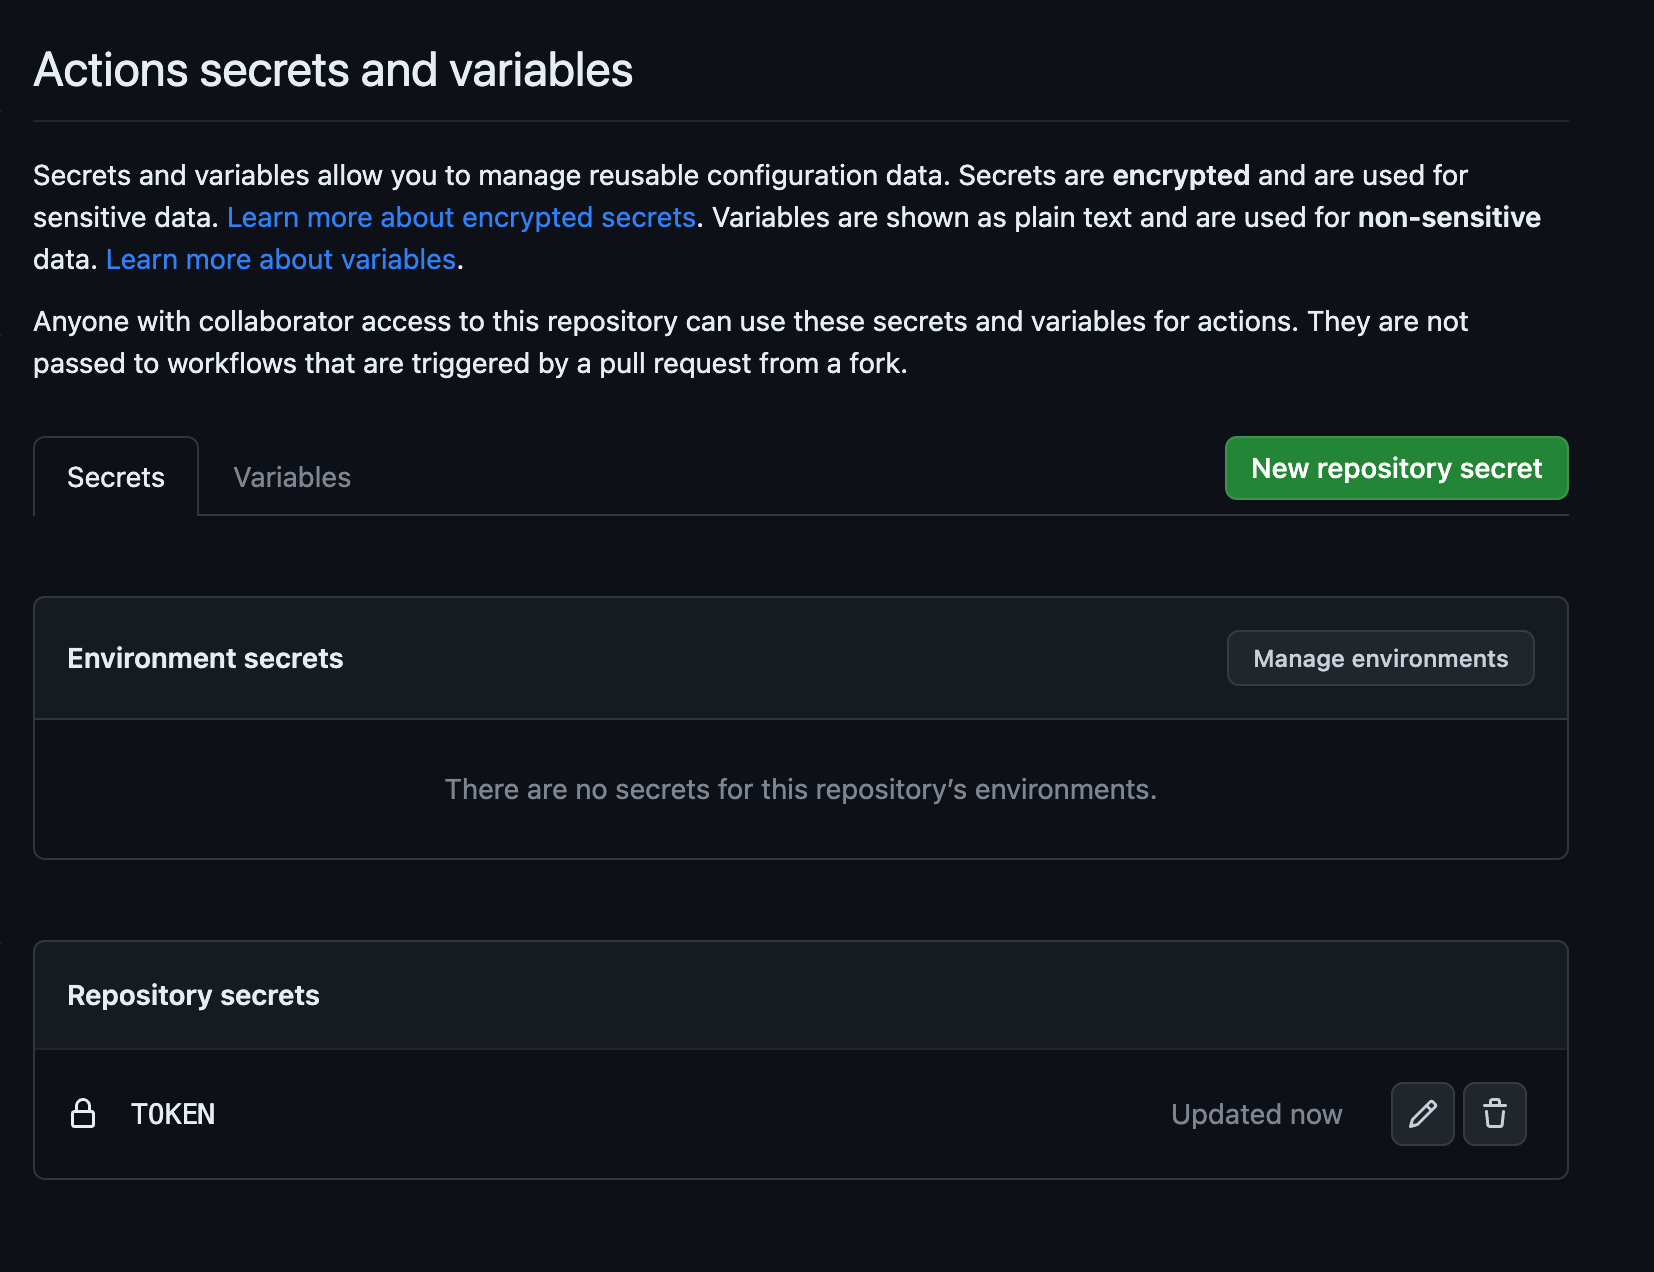 Actions secrets and variables
Secrets and variables allow you to manage reusable configuration data. Secrets are encrypted and are used for
sensitive data. Learn more about encrypted secrets. Variables are shown as plain text and are used for non-sensitive
data. Learn more about variables.
Anyone with collaborator access to this repository can use these secrets and variables for actions. They are not
passed to workflows that are triggered by a pull request from a fork.
Secrets
Variables
New repository secret
Environment secrets
Manage environments
There are no secrets for this repository’s environments.
Repository secrets
TOKEN
Updated now